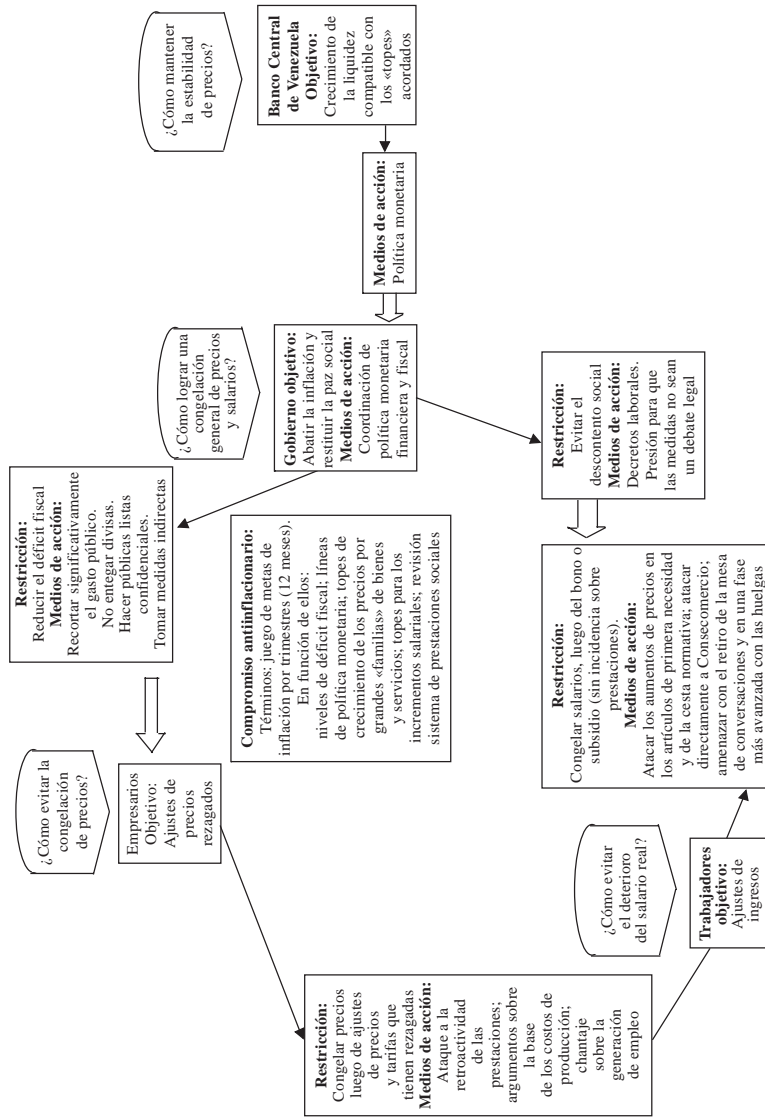 ¿Cómo evitar la
congelación
de precios?
Empresarios
Objetivo:
Ajustes de
precios
rezagados
Restricción:
Reducir el déficit fiscal
Medios de acción:
Recortar significativamente
el gasto público.
No entegar divisas.
Hacer públicas listas
confidenciales.
Tomar medidas indirectas
¿Cómo lograr una
congelación
general de precios
y salarios?
Gobierno objetivo:
Abatir la inflación y
restituir la paz social
Medios de acción:
Coordinación de
política monetaria
financiera y fiscal
Medios de acción:
Política monetaria
¿Cómo mantener
la estabilidad
de precios?
Banco Central
de Venezuela
Objetivo:
Crecimiento de
la liquidez
compatible con
los «topes»
acordados
Compromiso antiinflacionario:
Términos: juego de metas de
inflación por trimestres (12 meses).
En función de ellos:
niveles de déficit fiscal; líneas
de política monetaria; topes de
crecimiento de los precios por
grandes «familias» de bienes
y servicios; topes para los
incrementos salariales; revisión
sistema de prestaciones sociales
Restricción:
Congelar precios
luego de ajustes
de precios
y tarifas que
tienen rezagadas
Medios de acción:
Ataque a la
retroactividad
de las
prestaciones;
argumentos sobre
la base
de los costos de
producción;
chantaje
sobre la
generación
de empleo
¿Cómo evitar
el deterioro
del salario real?
Trabajadores
objetivo:
Ajustes de
ingresos
Restricción:
Congelar salarios, luego del bono o
subsidio (sin incidencia sobre
prestaciones).
Medios de acción:
Atacar los aumentos de precios en
los artículos de primera necesidad
y de la cesta normativa; atacar
directamente a Consecomercio;
amenazar con el retiro de la mesa
de conversaciones y en una fase
más avanzada con las huelgas
Restricción:
Evitar el
descontento social
Medios de acción:
Decretos laborales.
Presión para que
las medidas no sean
un debate legal